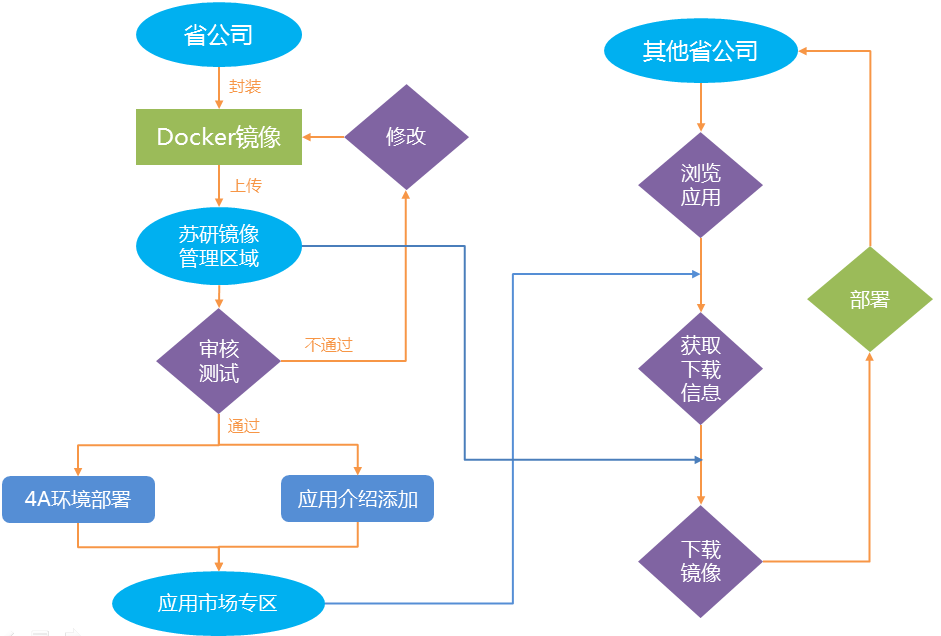 省公司
封装
Docker镜像
修改
上传
苏研镜像
管理区域
审核
测试
不通过
通过
4A环境部署
应用介绍添加
应用市场专区
其他省公司
浏览
应用
获取
下载
信息
下载
镜像
部署